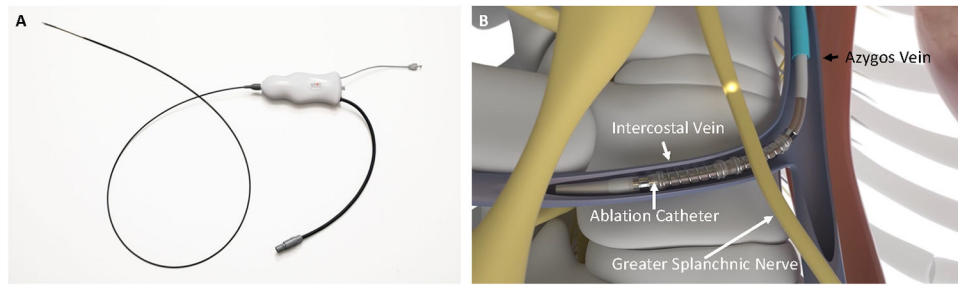 A
B
Azygos Vein
Intercostal Vein
Ablation Catheter
Greater Splanchnic Nerve